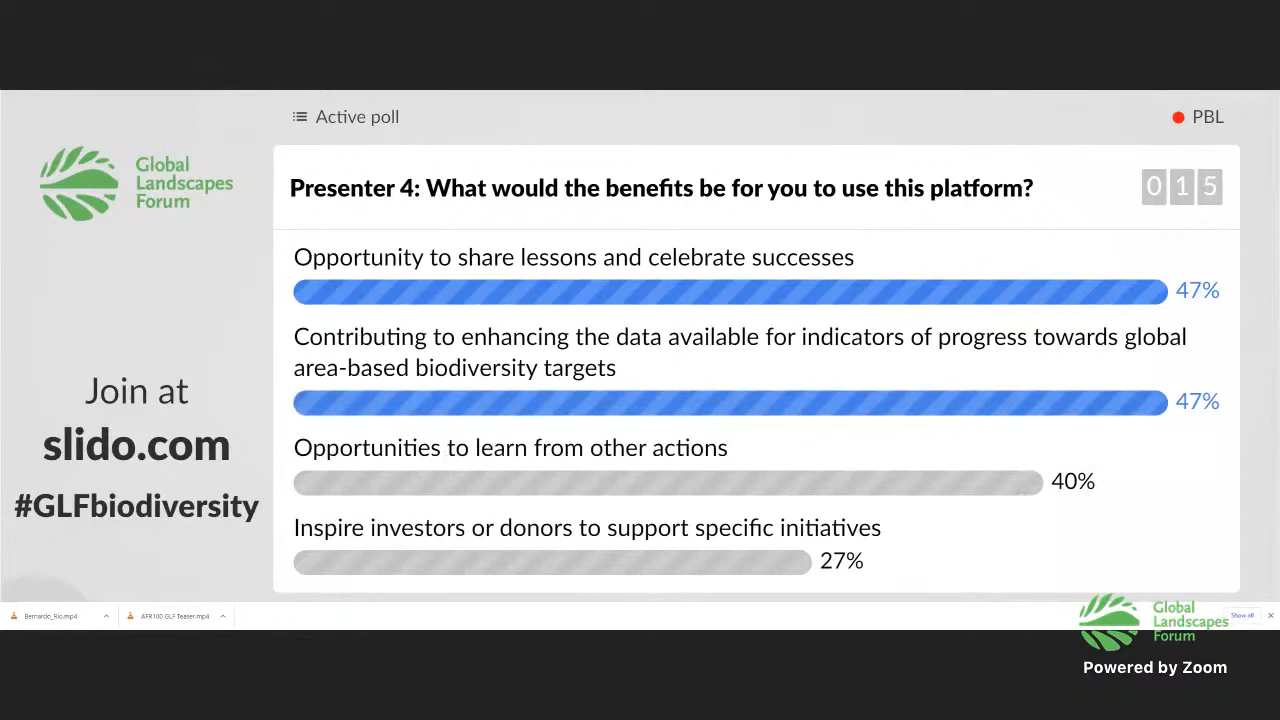 Active poll
PBL
Global
Landscapes
Forum
Presenter 4: What would the benefits be for you to use this platform?
015
Opportunity to share lessons and celebrate successes
47%
Contributing to enhancing the data available for indicators of progress towards global
area-based biodiversity targets
47%
Opportunities to learn from other actions
40%
Inspire investors or donors to support specific initiatives
27%
Join at
slido.com
#GLFbiodiversity
Bernardo_Rio.mp4
AFR100 GLF Teaser.mp4
Global
Landscapes
Forum
Show all
Powered by Zoom